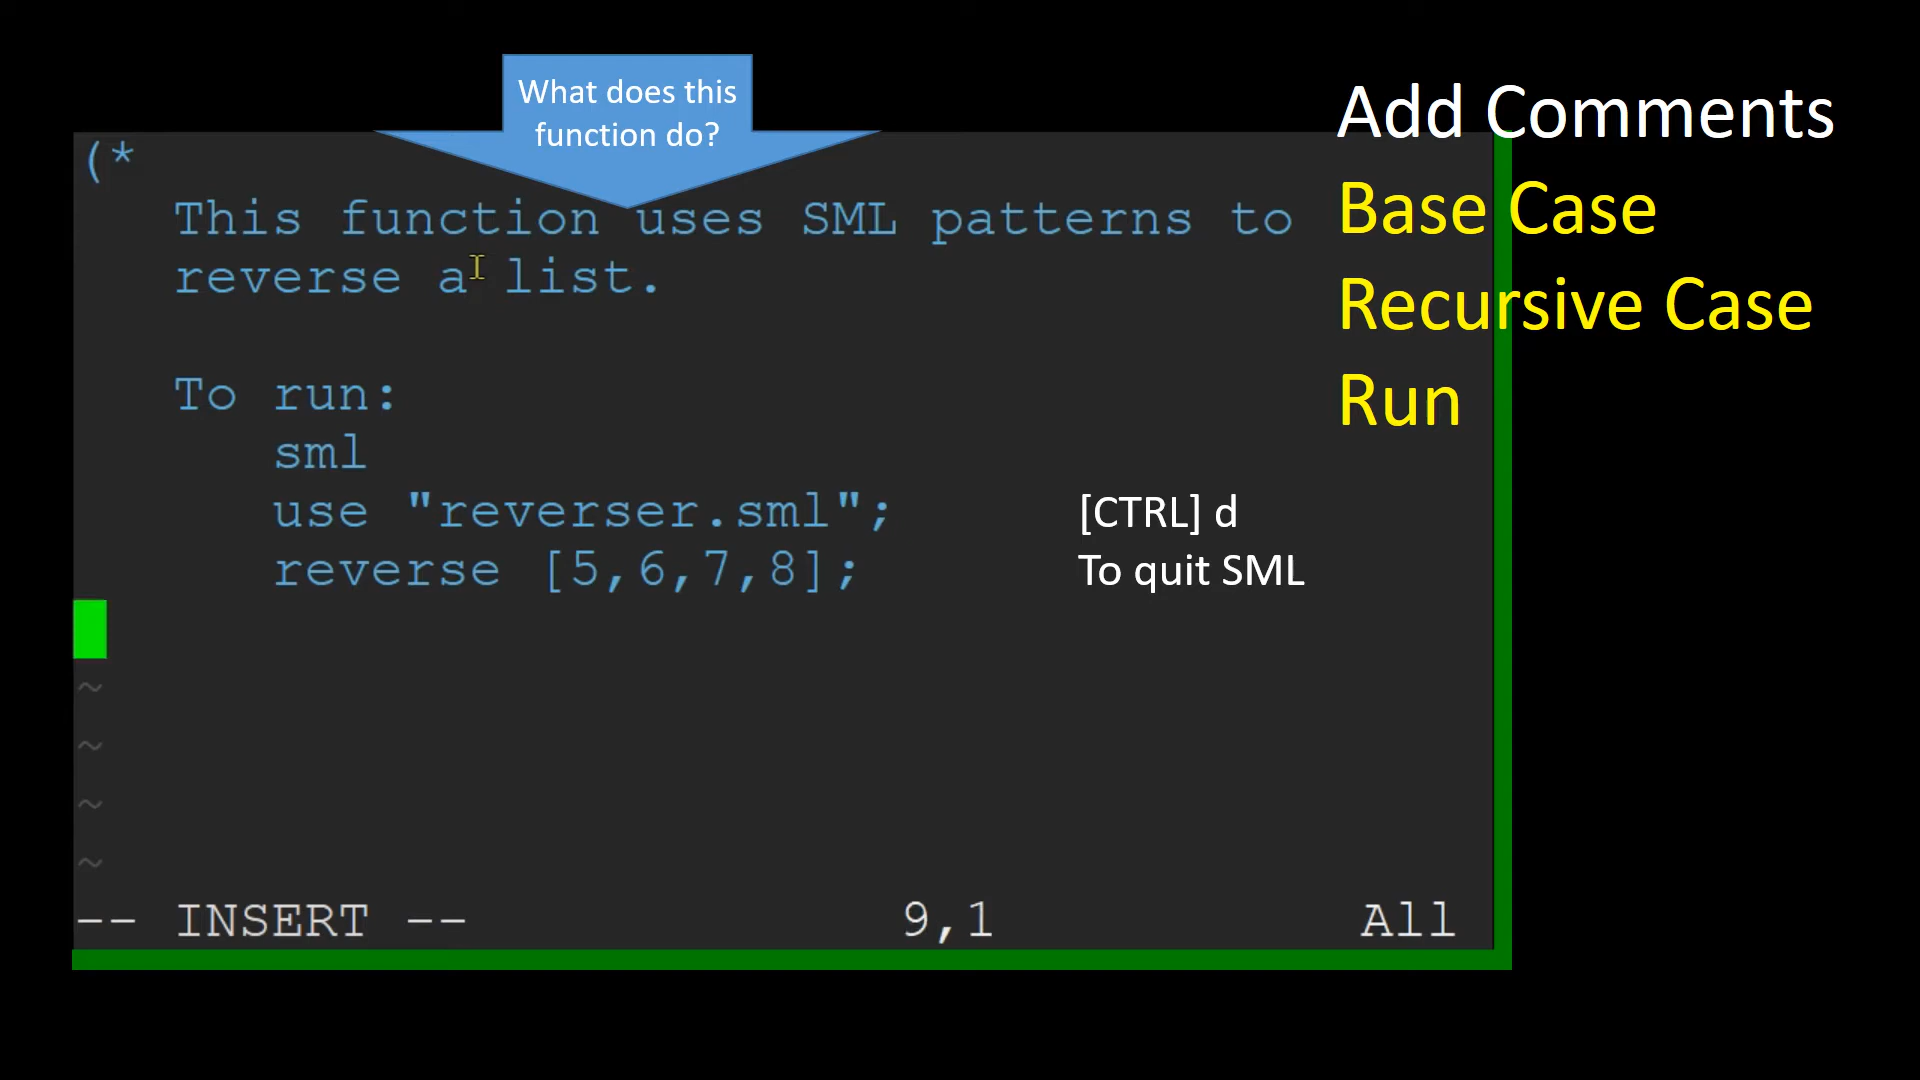 What does this
function do?
Add Comments
Base Case
Recursive Case
Run
(*
This function uses SML patterns to
reverse a list.
To run:
sml
use "reverser.sml";
reverse [5,6,7,8];
[CTRL] d
To quit SML
~
~
~
~
-- INSERT -- 9,1 All